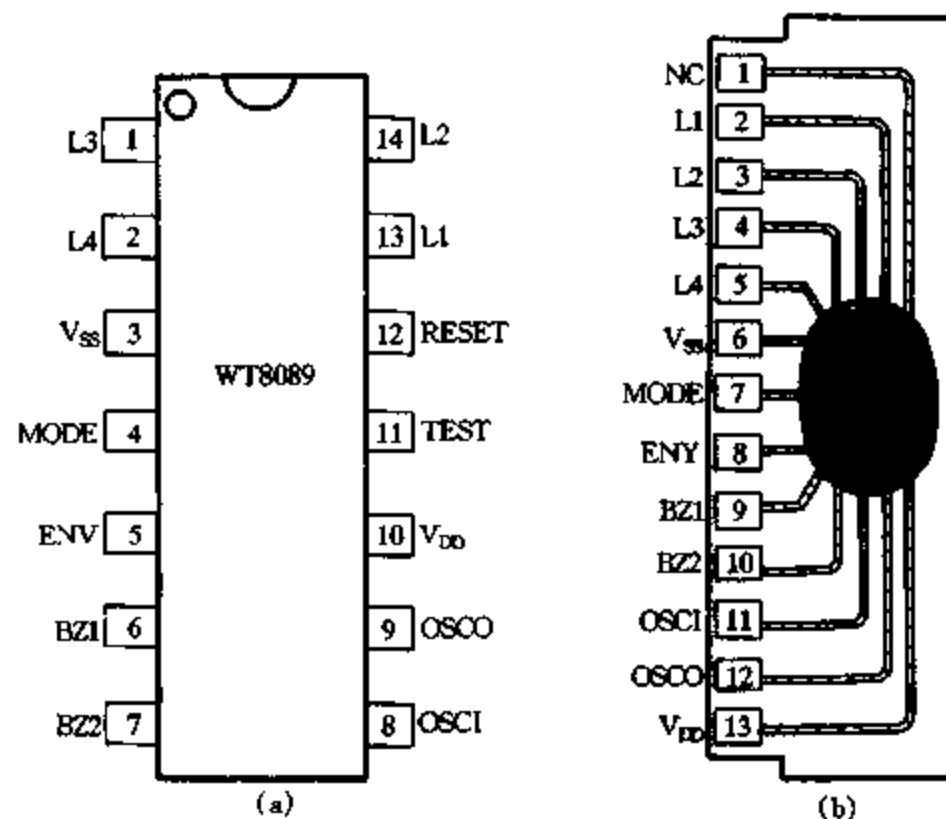 L3 1
L4 2
VSS 3
MODE 4
ENV 5
BZ1 6
BZ2 7
WT8089
14 L2
13 L1
12 RESET
11 TEST
10 VDD
9 OSCO
8 OSCI
(a)
NC 1
L1 2
L2 3
L3 4
L4 5
VSS 6
MODE 7
ENY 8
BZ1 9
BZ2 10
OSCI 11
OSCO 12
VDD 13
(b)